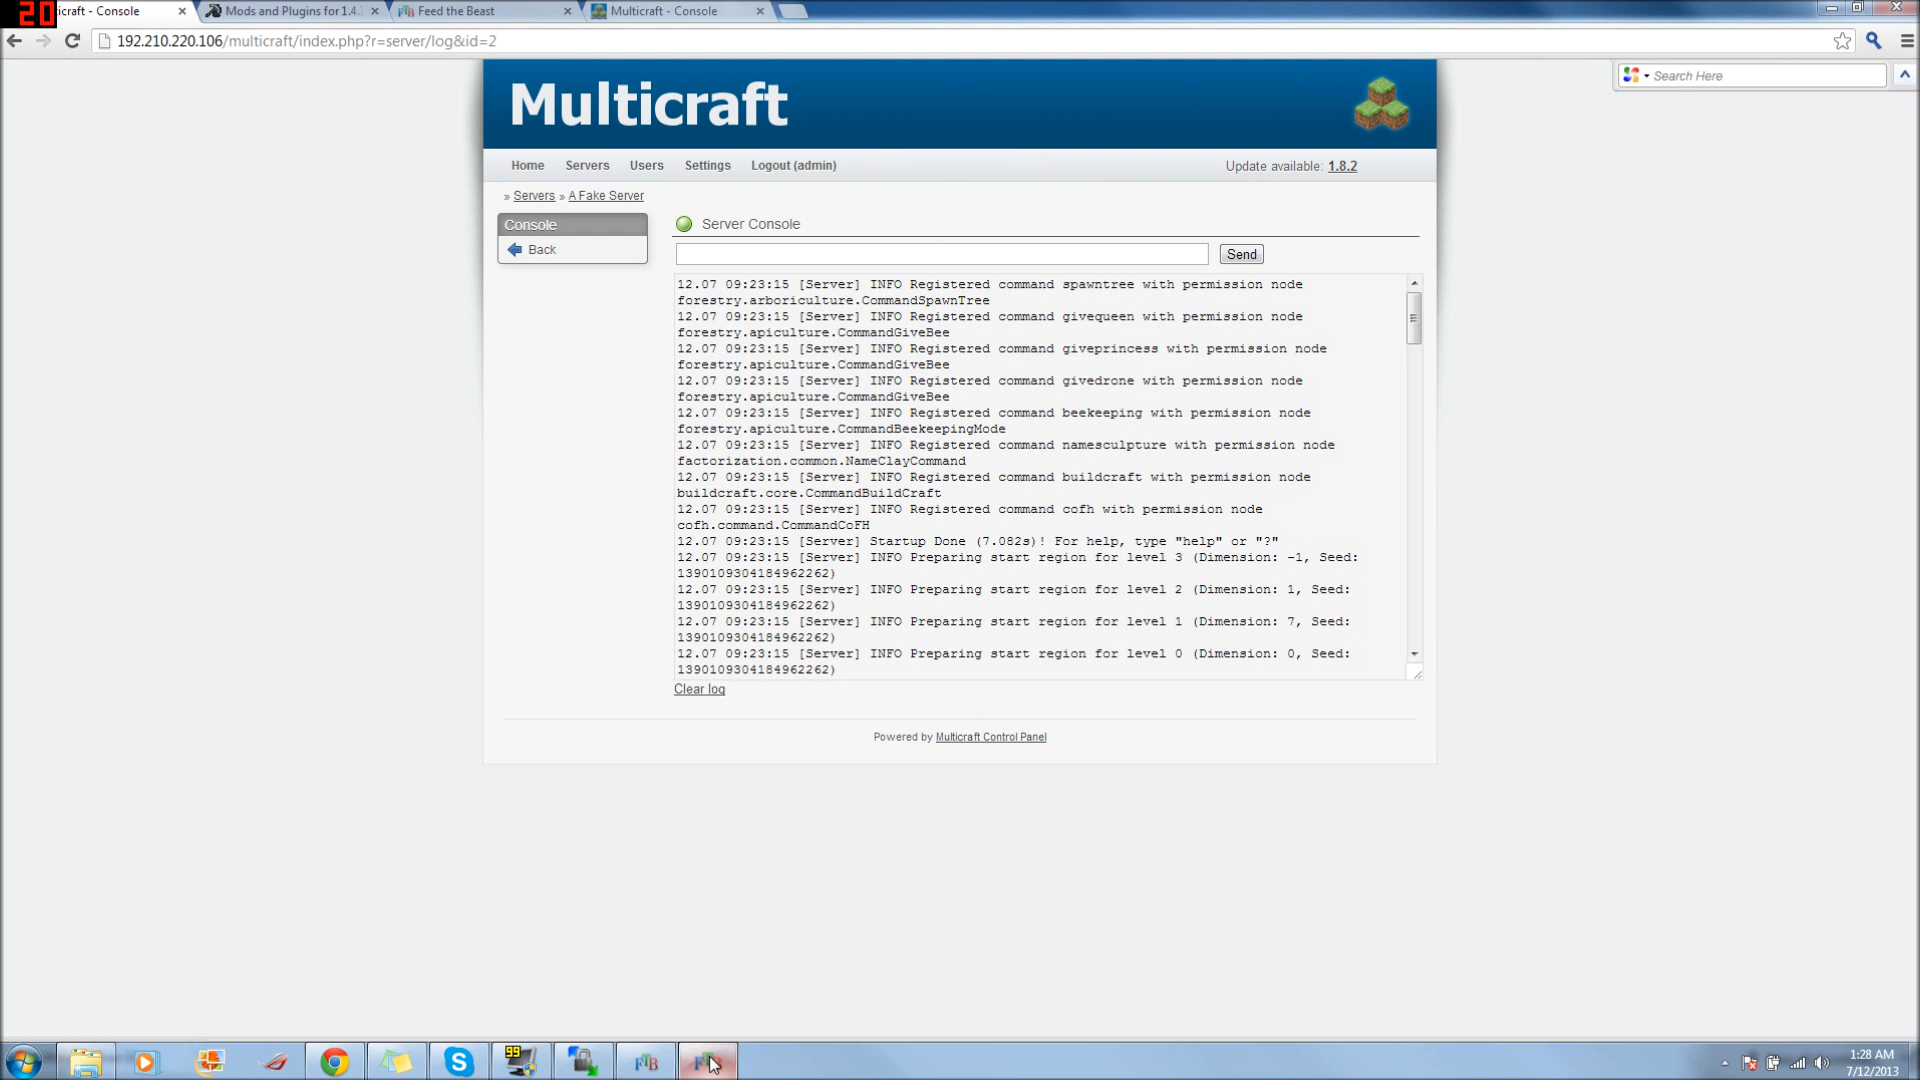 20
icraft - Console
Mods and Plugins for 1.4.
Feed the Beast
Multicraft - Console
192.210.220.106/multicraft/index.php?r=server/log&id=2
Search Here
Multicraft
Home Servers Users Settings Logout (admin)
Update available: 1.8.2
» Servers » A Fake Server
Console
Back
Server Console
Send
12.07 09:23:15 [Server] INFO Registered command spawntree with permission node
forestry.arboriculture.CommandSpawnTree
12.07 09:23:15 [Server] INFO Registered command givequeen with permission node
forestry.apiculture.CommandGiveBee
12.07 09:23:15 [Server] INFO Registered command giveprincess with permission node
forestry.apiculture.CommandGiveBee
12.07 09:23:15 [Server] INFO Registered command givedrone with permission node
forestry.apiculture.CommandGiveBee
12.07 09:23:15 [Server] INFO Registered command beekeeping with permission node
forestry.apiculture.CommandBeekeepingMode
12.07 09:23:15 [Server] INFO Registered command namesculpture with permission node
factorization.common.NameClayCommand
12.07 09:23:15 [Server] INFO Registered command buildcraft with permission node
buildcraft.core.CommandBuildCraft
12.07 09:23:15 [Server] INFO Registered command cofh with permission node
cofh.command.CommandCoFH
12.07 09:23:15 [Server] Startup Done (7.082s)! For help, type "help" or "?"
12.07 09:23:15 [Server] INFO Preparing start region for level 3 (Dimension: -1, Seed:
1390109304184962262)
12.07 09:23:15 [Server] INFO Preparing start region for level 2 (Dimension: 1, Seed:
1390109304184962262)
12.07 09:23:15 [Server] INFO Preparing start region for level 1 (Dimension: 7, Seed:
1390109304184962262)
12.07 09:23:15 [Server] INFO Preparing start region for level 0 (Dimension: 0, Seed:
1390109304184962262)
Clear log
Powered by Multicraft Control Panel
99
FTB
1:28 AM
7/12/2013